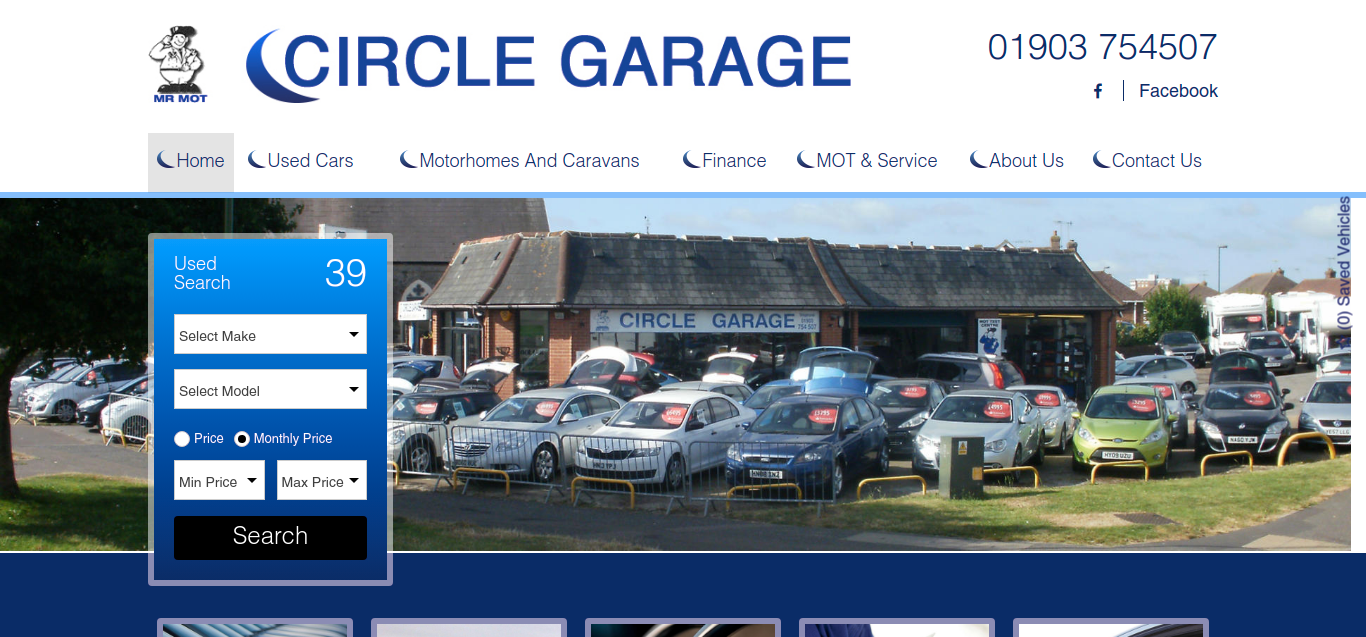 MR MOT
CIRCLE GARAGE
01903 754507
f | Facebook
Home
Used Cars
Motorhomes And Caravans
Finance
MOT & Service
About Us
Contact Us
(0) Saved Vehicles
Used
Search
39
Select Make
Select Model
Price
Monthly Price
Min Price
Max Price
Search
CIRCLE GARAGE
754 507